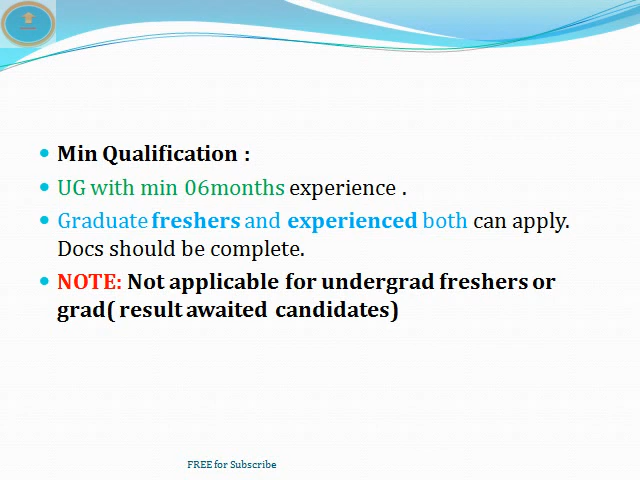 Min Qualification :
UG with min 06months experience .
Graduate freshers and experienced both can apply.
Docs should be complete.
NOTE: Not applicable for undergrad freshers or
grad( result awaited candidates)
FREE for Subscribe